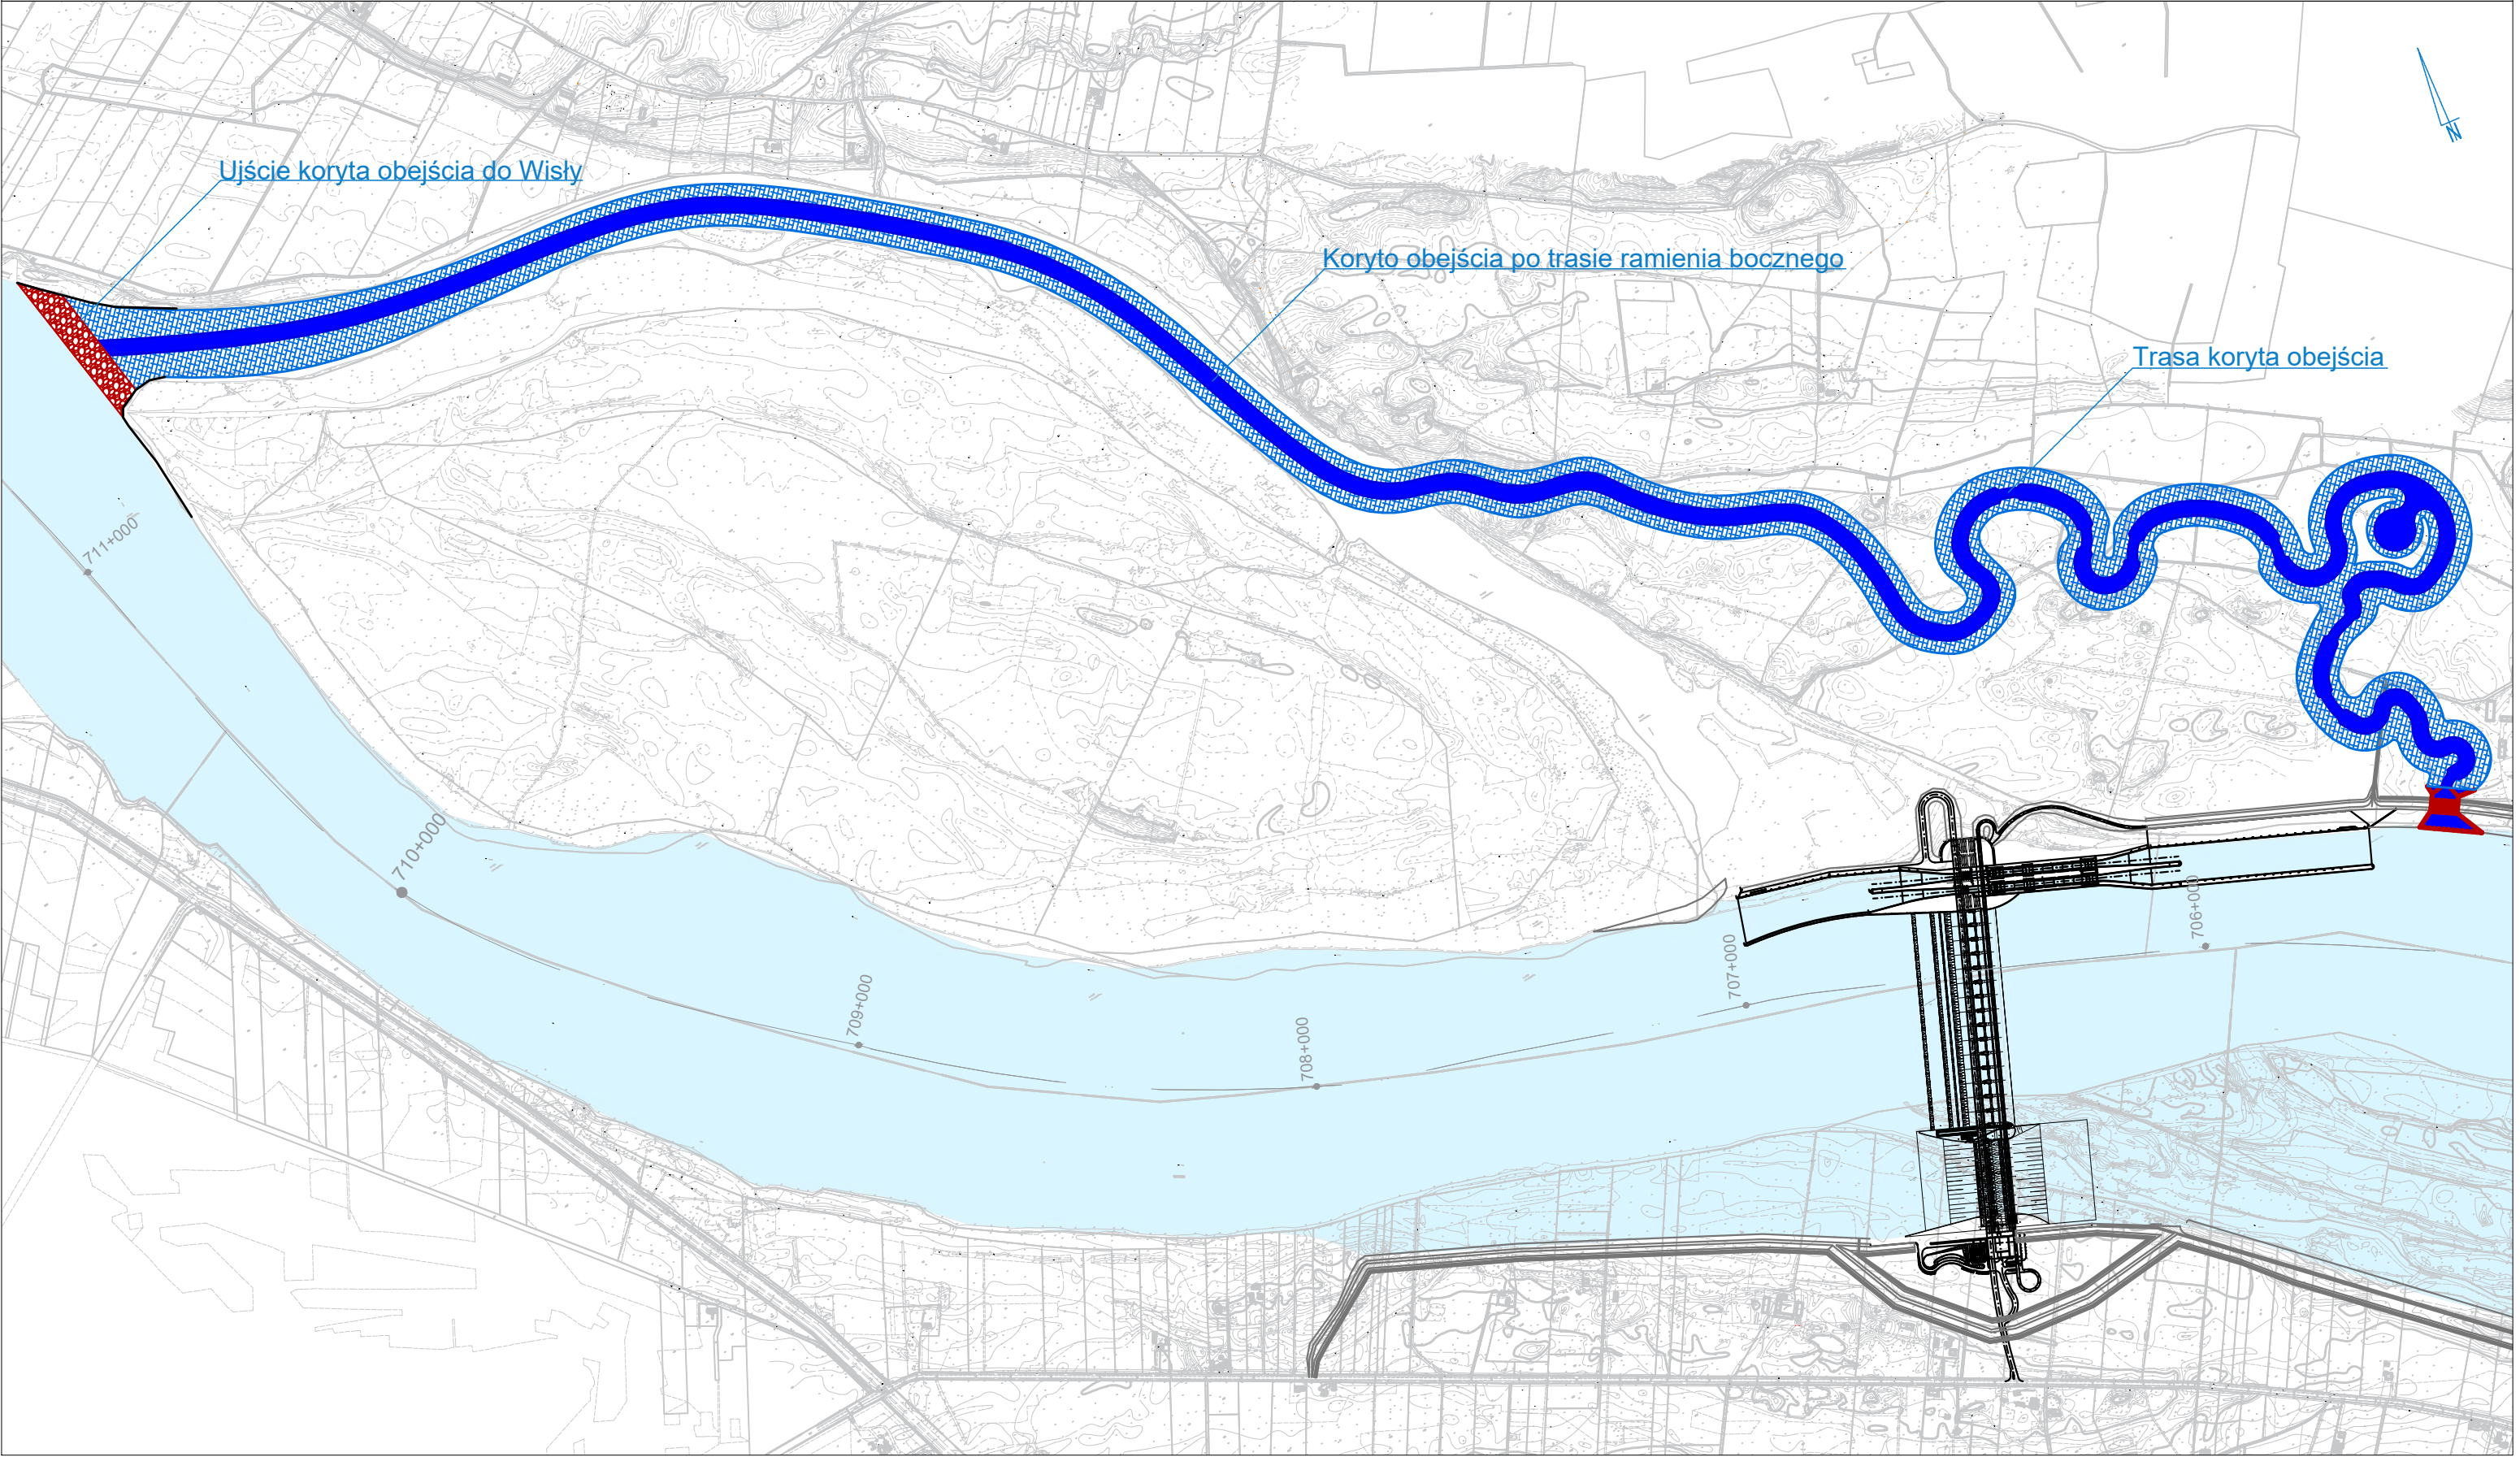 N
Ujście koryta obejścia do Wisły
Koryto obejścia po trasie ramienia bocznego
Trasa koryta obejścia
711+000
710+000
709+000
708+000
707+000
706+000